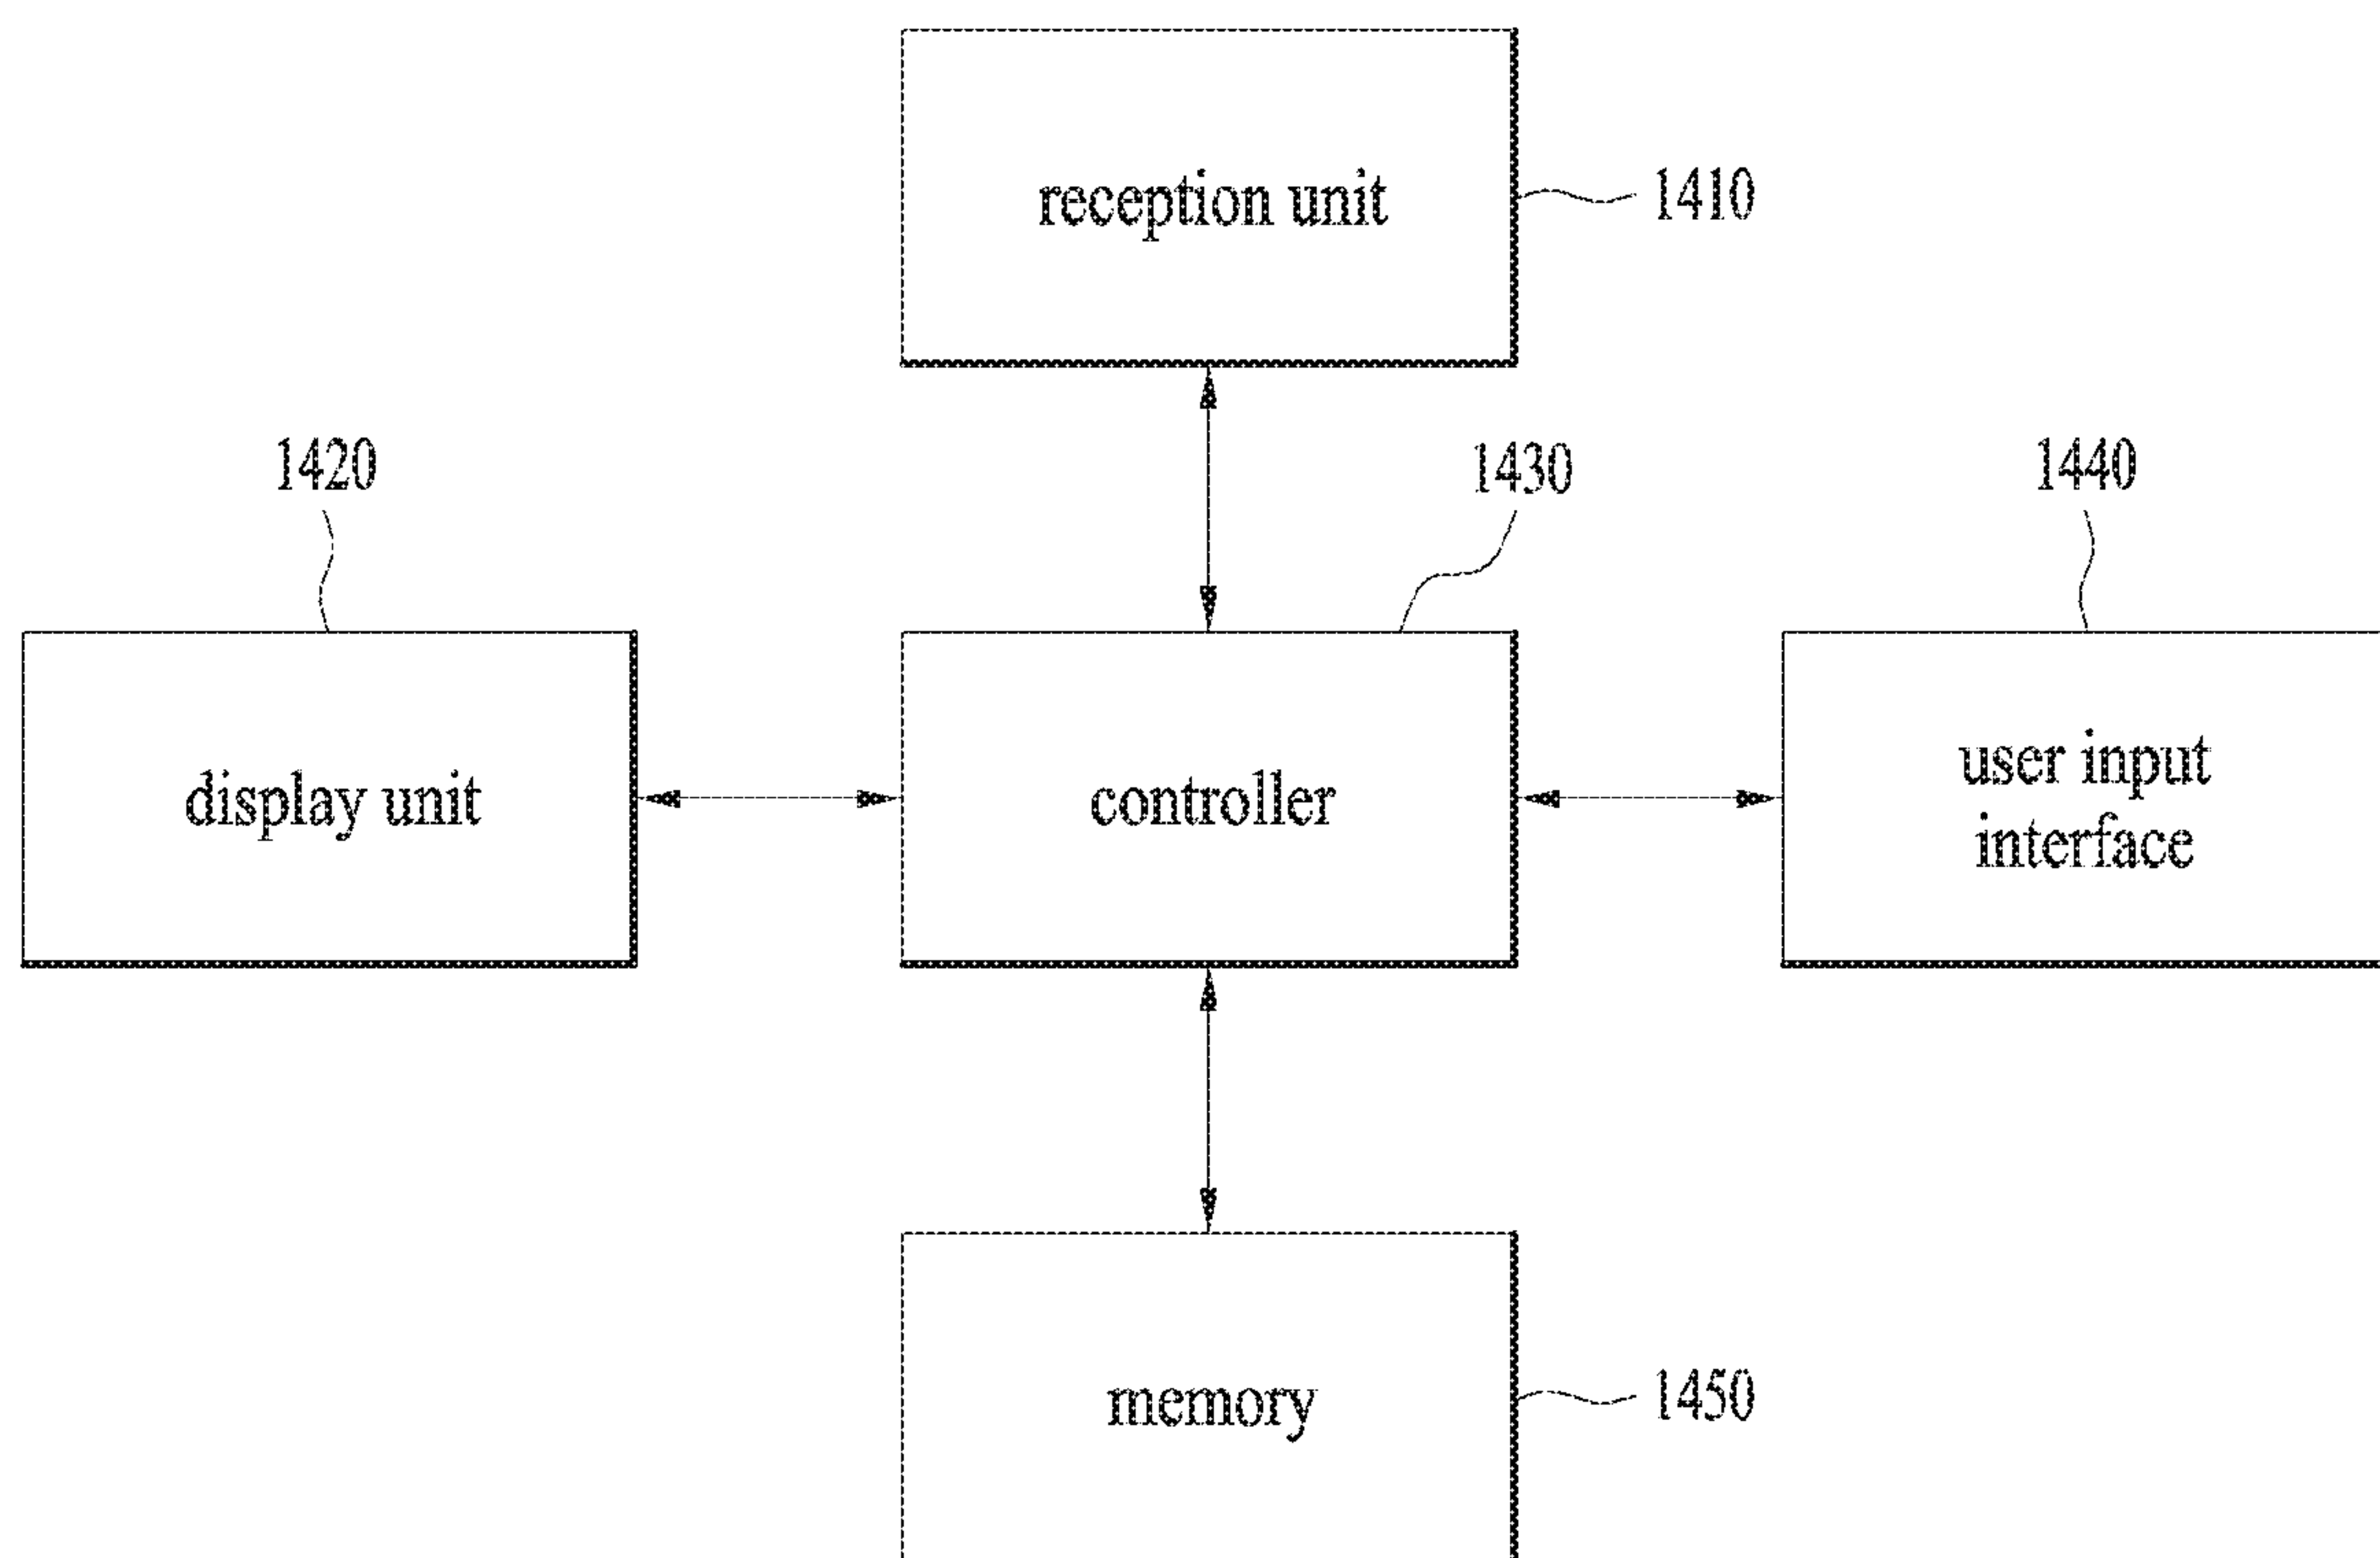 reception unit
1410
1420
1430
1440
display unit
controller
user input
interface
memory
1450